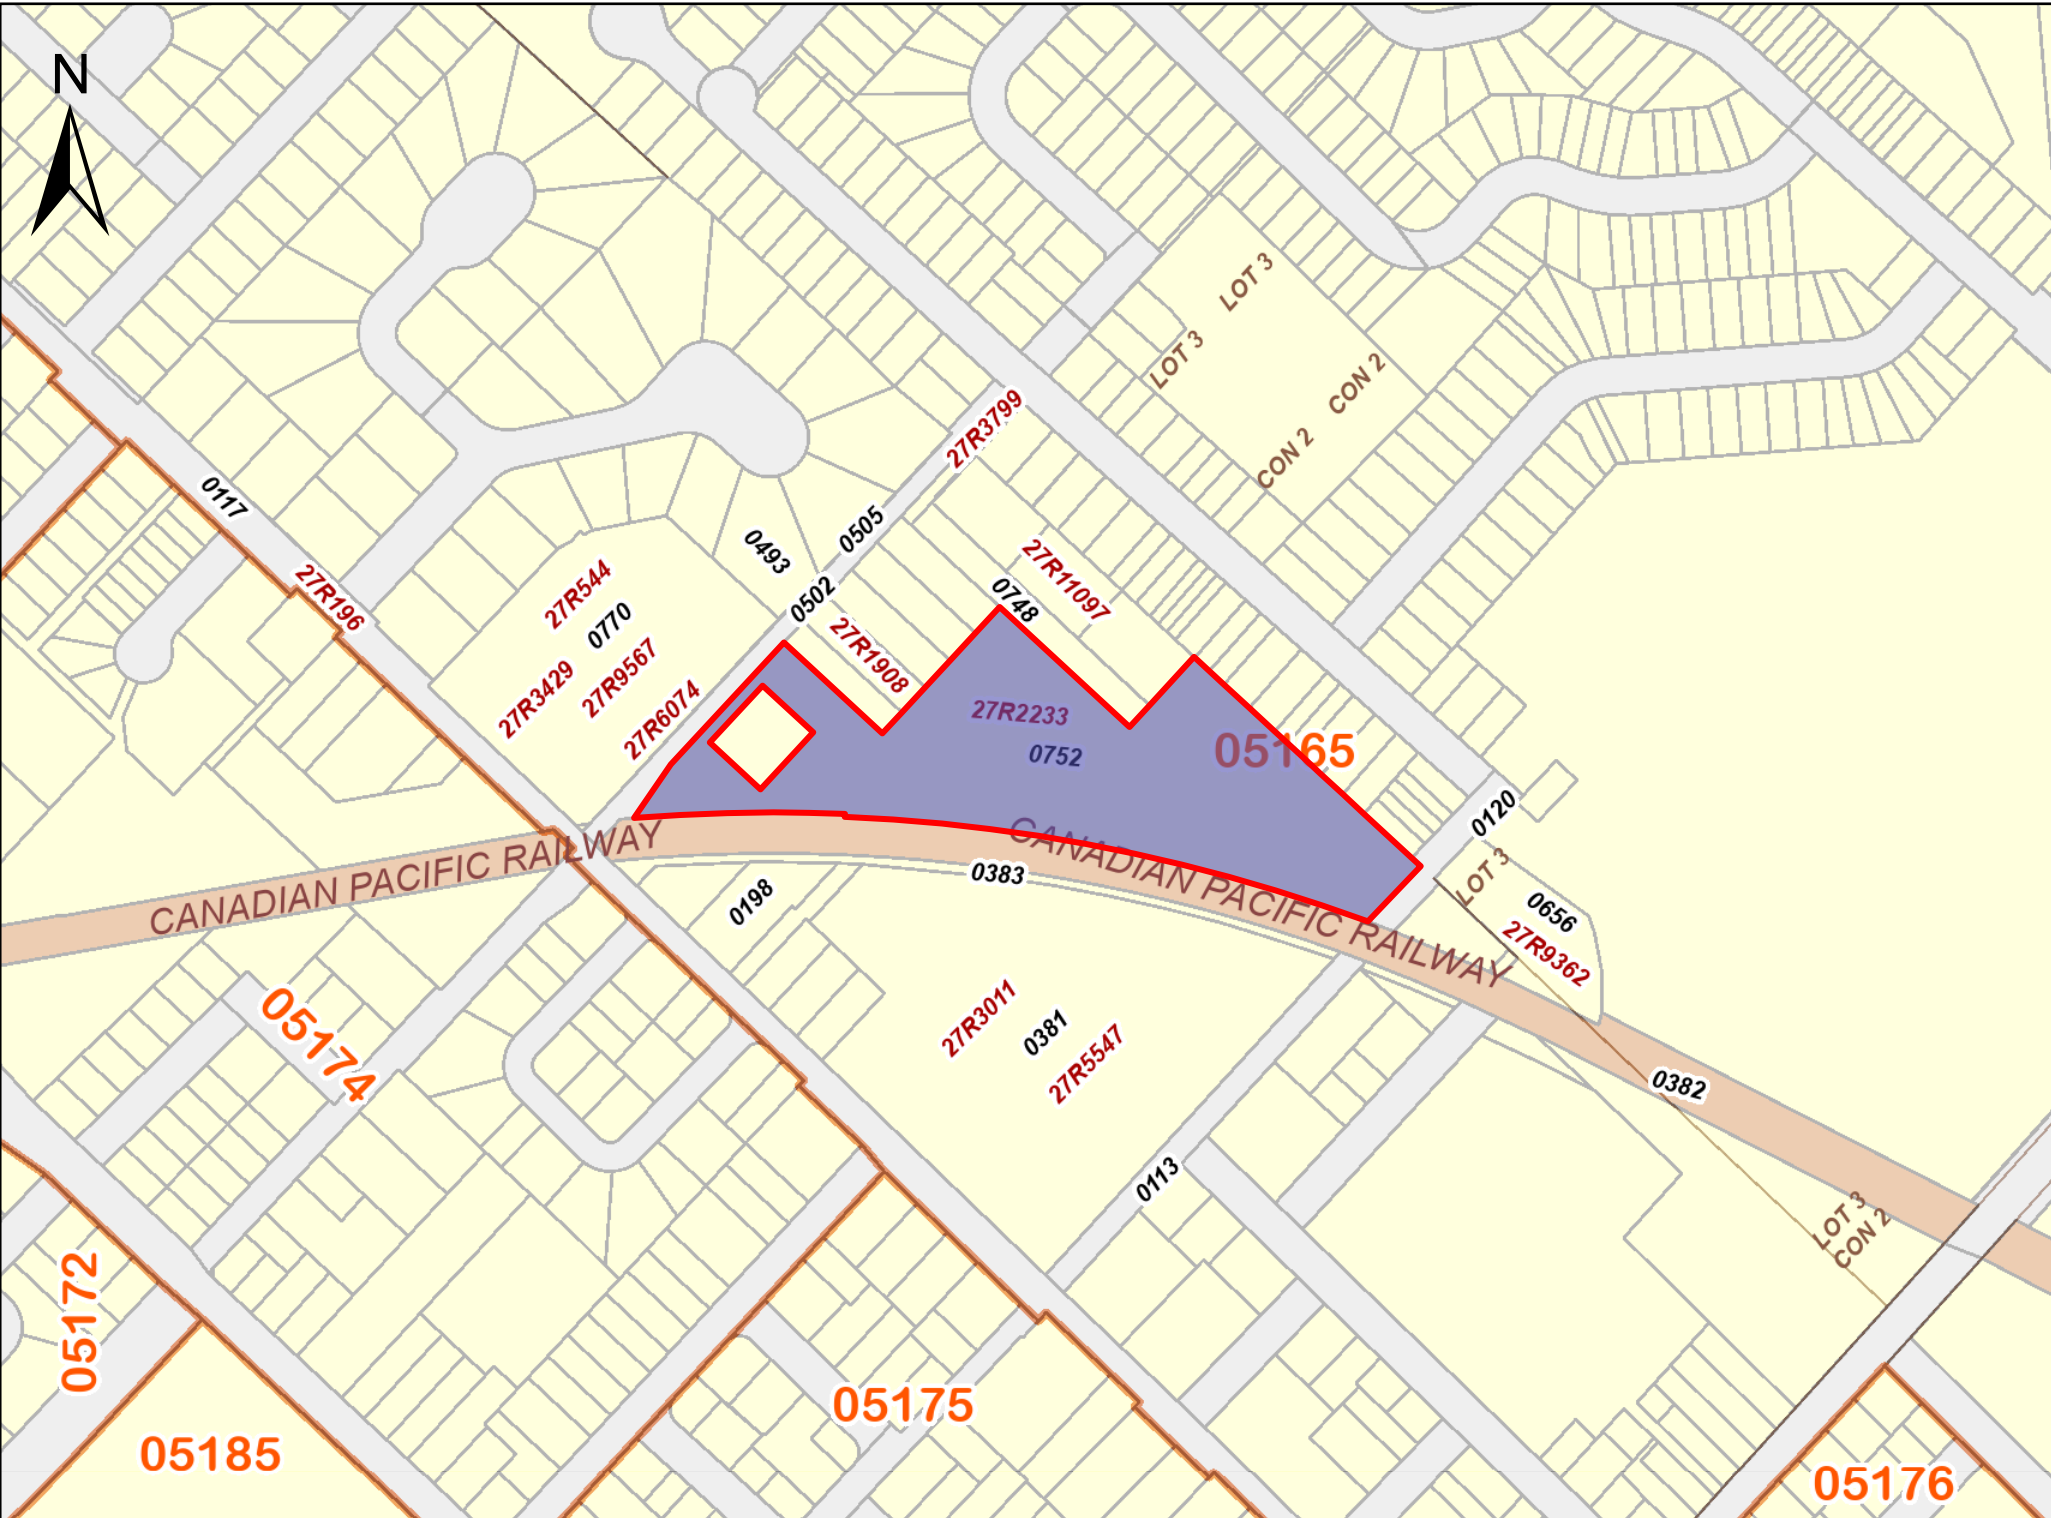 N
LOT 3
LOT 3
CON 2
CON 2
27R3799
0117
0505
0493
27R196
27R544
0770
0502
27R11097
0748
27R1908
27R3429
27R9567
27R6074
27R2233
0752
05165
0120
CANADIAN PACIFIC RAILWAY
CANADIAN PACIFIC RAILWAY
0383
0198
LOT 3
0656
27R9362
05174
27R3011
0381
27R5547
0382
0113
LOT 3
CON 2
05172
05175
05185
05176